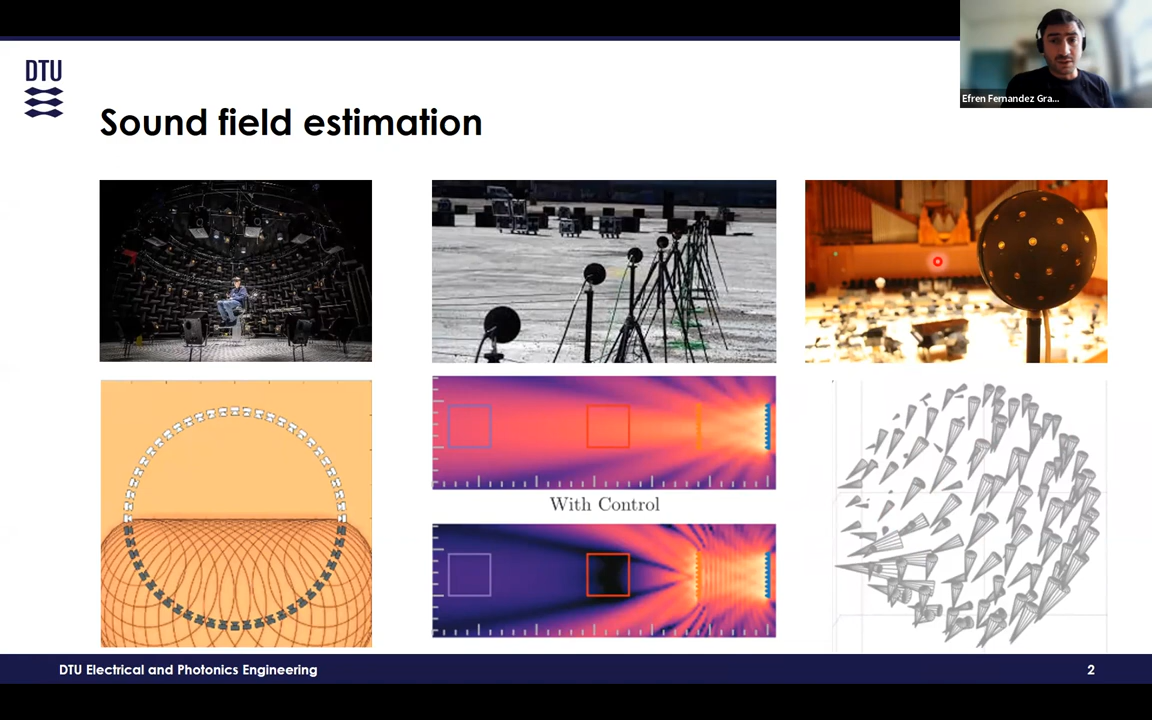 Efren Fernandez Gra...
DTU
Sound field estimation
With Control
DTU Electrical and Photonics Engineering
2